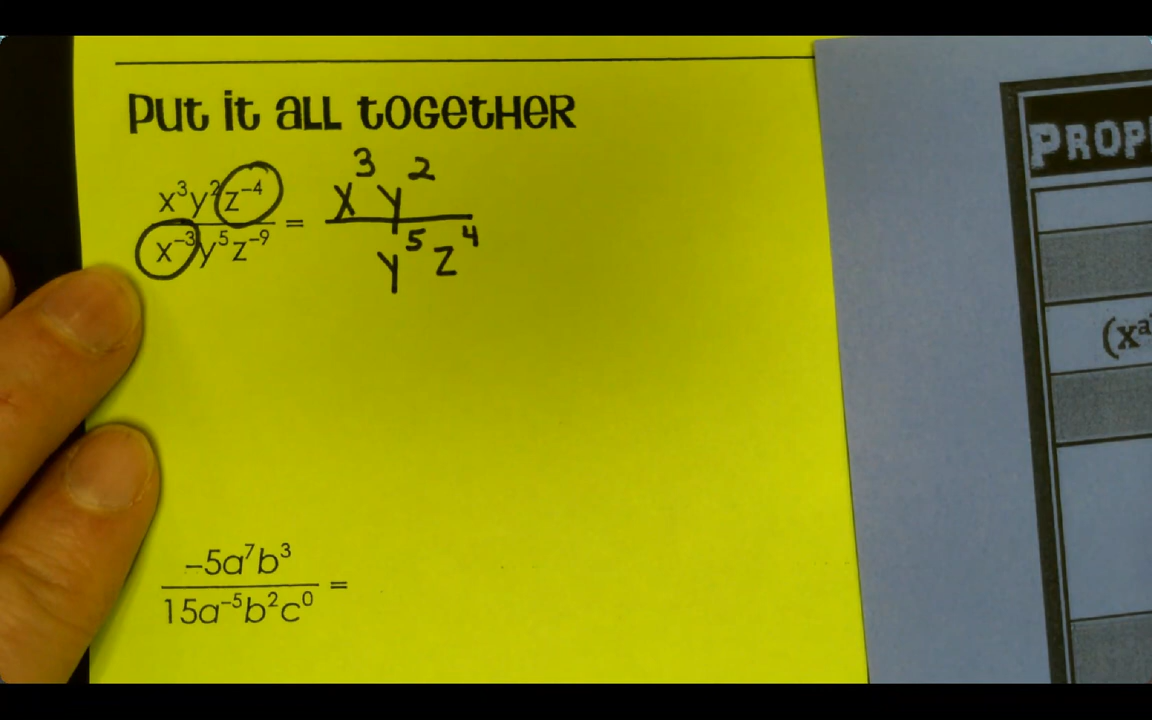 Put it ALL togetHer
x³y²z⁻⁴ / x⁻³y⁵z⁻⁹ = x³y² / y⁵z⁴
-5a⁷b³ / 15a⁻⁵b²c⁰ =
PROP
(xᵃ